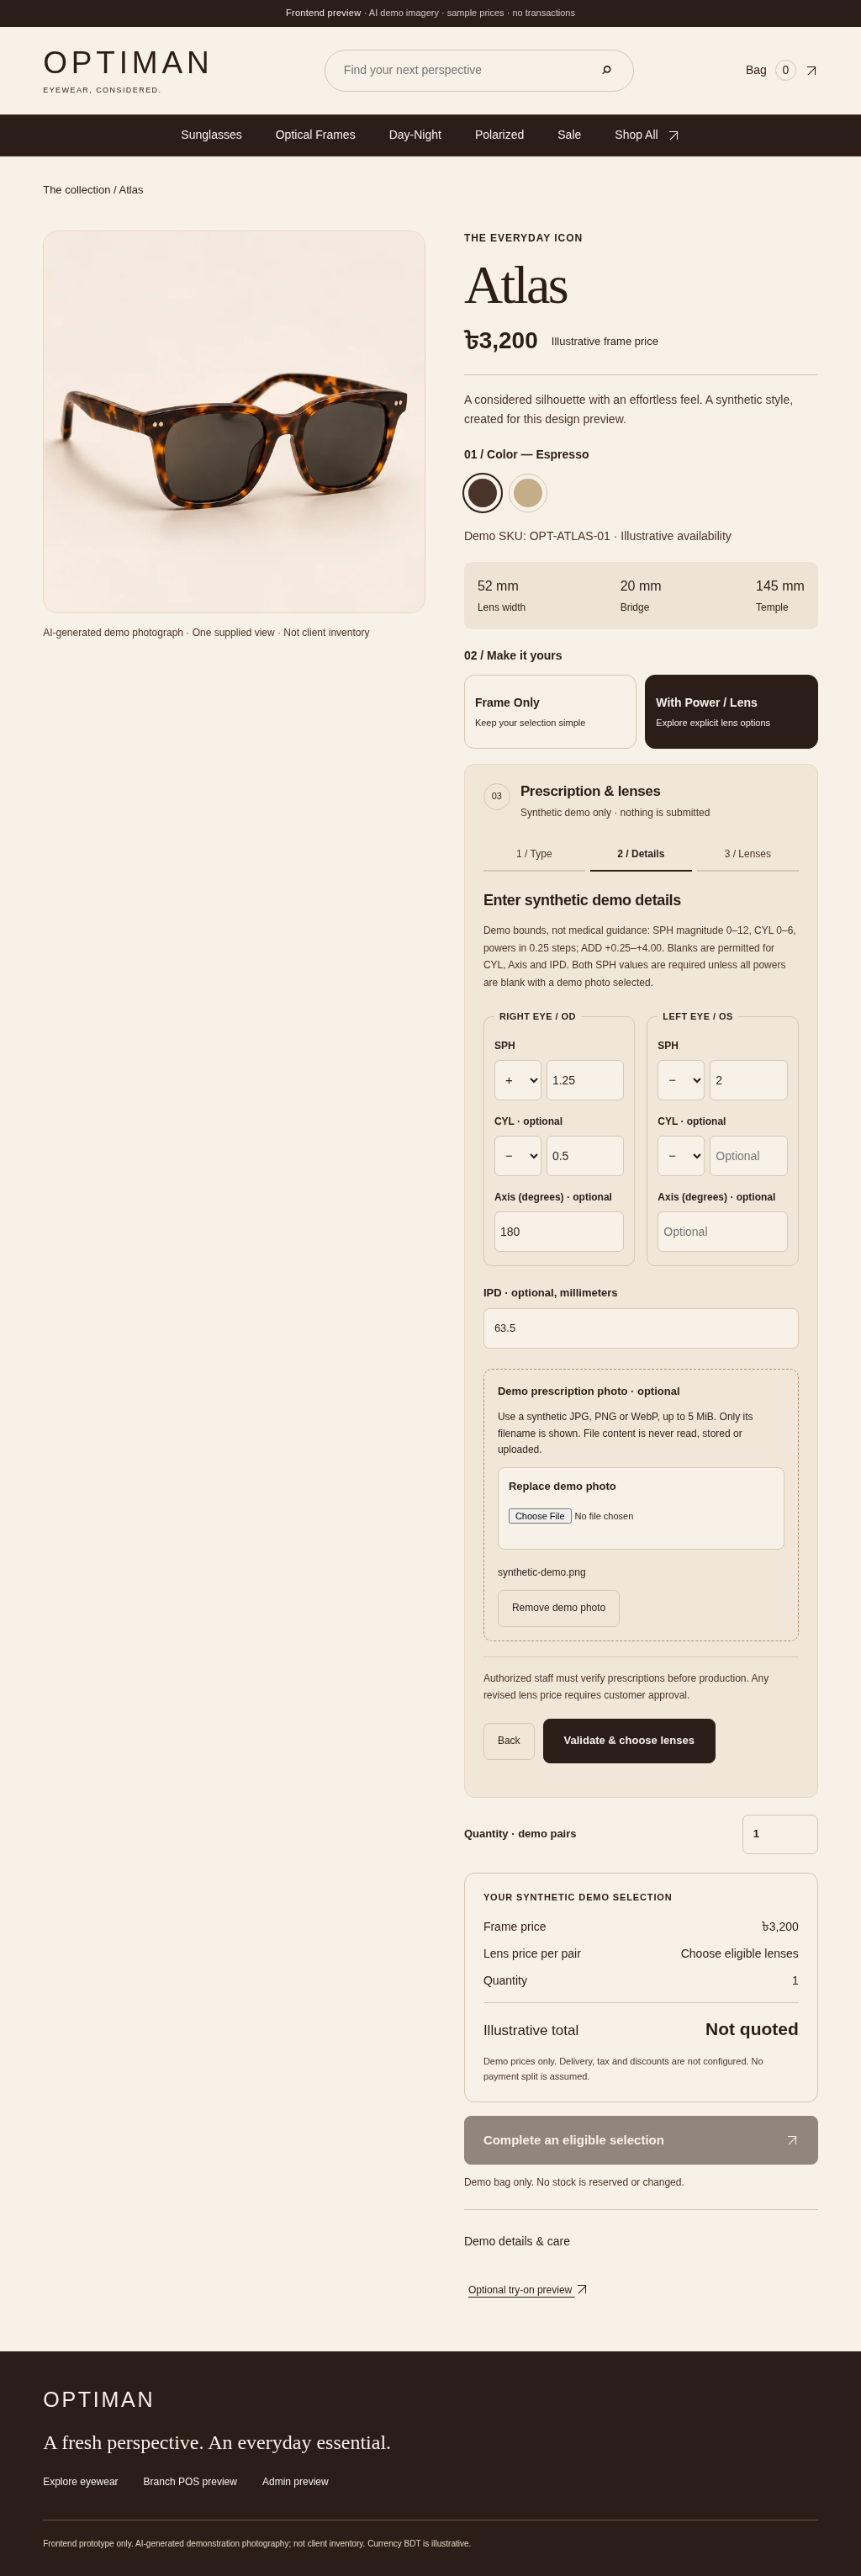 Frontend preview · AI demo imagery · sample prices · no transactions
OPTIMAN
EYEWEAR, CONSIDERED.
Find your next perspective
Bag 0
Sunglasses Optical Frames Day-Night Polarized Sale Shop All
The collection / Atlas
THE EVERYDAY ICON
Atlas
৳3,200 Illustrative frame price
A considered silhouette with an effortless feel. A synthetic style,
created for this design preview.
01 / Color — Espresso
Demo SKU: OPT-ATLAS-01 · Illustrative availability
52 mm 20 mm 145 mm
Lens width Bridge Temple
AI-generated demo photograph · One supplied view · Not client inventory
02 / Make it yours
Frame Only With Power / Lens
Keep your selection simple Explore explicit lens options
03 Prescription & lenses
Synthetic demo only · nothing is submitted
1 / Type 2 / Details 3 / Lenses
Enter synthetic demo details
Demo bounds, not medical guidance: SPH magnitude 0–12, CYL 0–6,
powers in 0.25 steps; ADD +0.25–+4.00. Blanks are permitted for
CYL, Axis and IPD. Both SPH values are required unless all powers
are blank with a demo photo selected.
RIGHT EYE / OD LEFT EYE / OS
SPH SPH
+ 1.25 − 2
CYL · optional CYL · optional
− 0.5 − Optional
Axis (degrees) · optional Axis (degrees) · optional
180 Optional
IPD · optional, millimeters
63.5
Demo prescription photo · optional
Use a synthetic JPG, PNG or WebP, up to 5 MiB. Only its
filename is shown. File content is never read, stored or
uploaded.
Replace demo photo
Choose File No file chosen
synthetic-demo.png
Remove demo photo
Authorized staff must verify prescriptions before production. Any
revised lens price requires customer approval.
Back Validate & choose lenses
Quantity · demo pairs 1
YOUR SYNTHETIC DEMO SELECTION
Frame price ৳3,200
Lens price per pair Choose eligible lenses
Quantity 1
Illustrative total Not quoted
Demo prices only. Delivery, tax and discounts are not configured. No
payment split is assumed.
Complete an eligible selection
Demo bag only. No stock is reserved or changed.
Demo details & care
Optional try-on preview
OPTIMAN
A fresh perspective. An everyday essential.
Explore eyewear Branch POS preview Admin preview
Frontend prototype only. AI-generated demonstration photography; not client inventory. Currency BDT is illustrative.